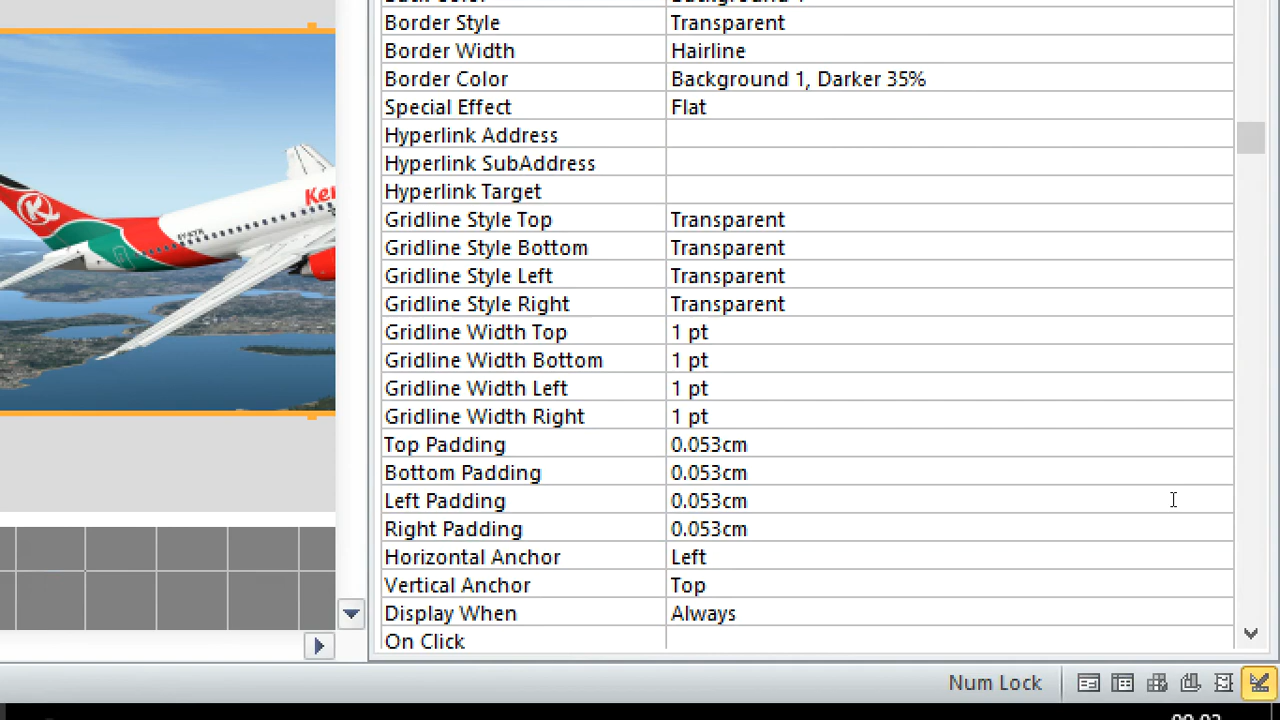 Border Style Transparent
Border Width Hairline
Border Color Background 1, Darker 35%
Special Effect Flat
Hyperlink Address
Hyperlink SubAddress
Hyperlink Target
Gridline Style Top Transparent
Gridline Style Bottom Transparent
Gridline Style Left Transparent
Gridline Style Right Transparent
Gridline Width Top 1 pt
Gridline Width Bottom 1 pt
Gridline Width Left 1 pt
Gridline Width Right 1 pt
Top Padding 0.053cm
Bottom Padding 0.053cm
Left Padding 0.053cm
Right Padding 0.053cm
Horizontal Anchor Left
Vertical Anchor Top
Display When Always
On Click
Ken
Num Lock